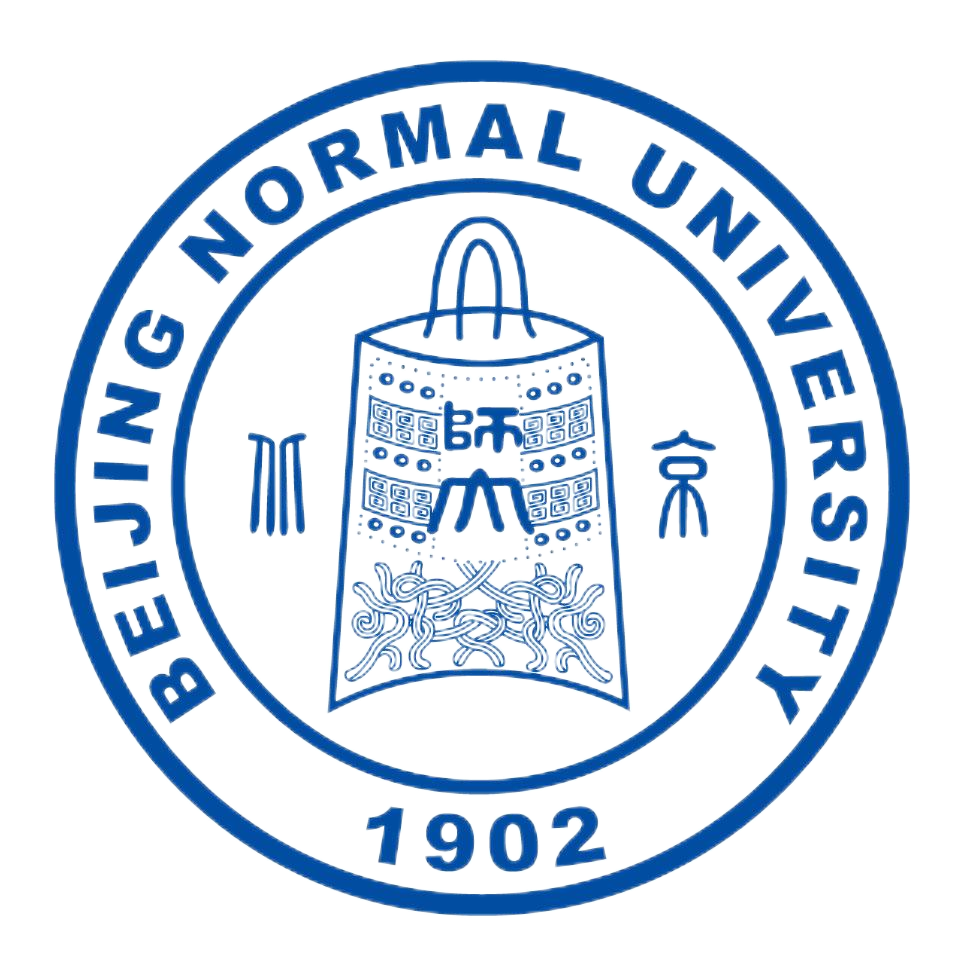 BEIJING NORMAL UNIVERSITY
北
京
師
大
1902